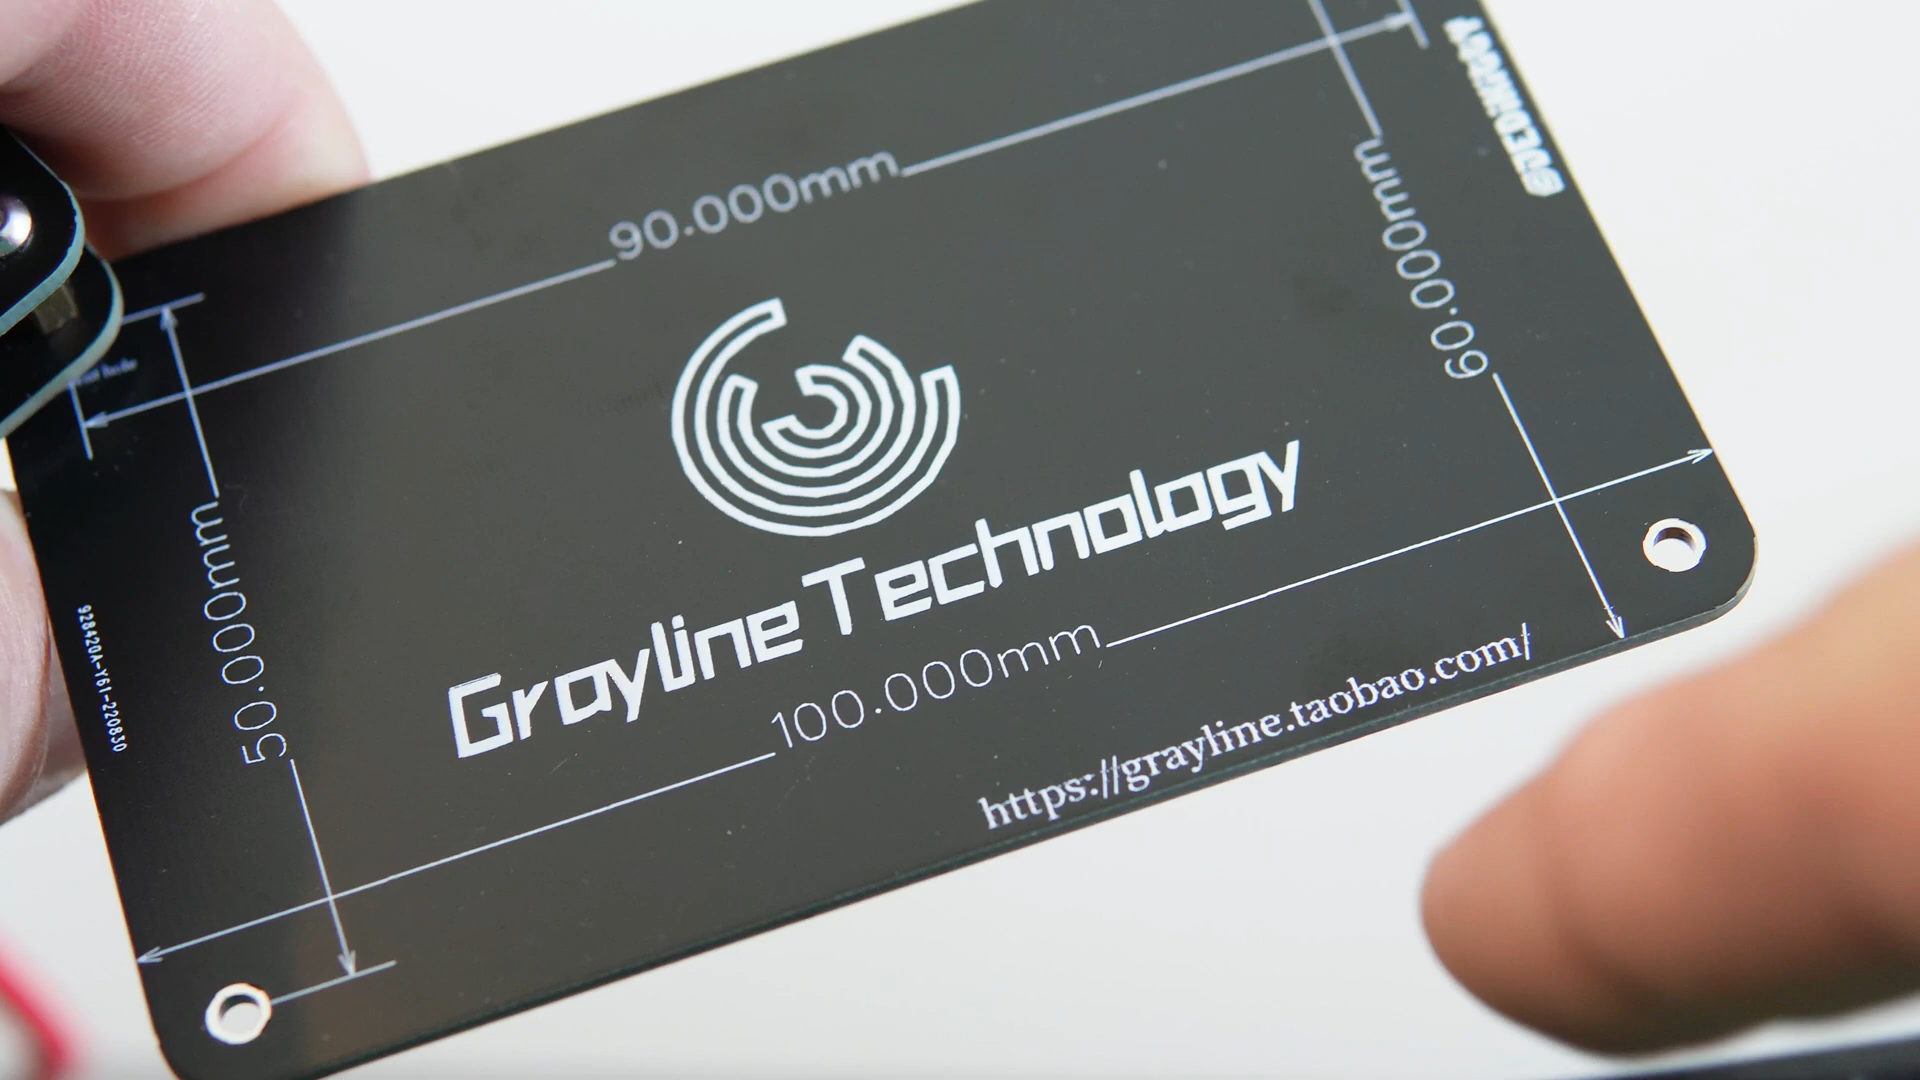 90.000mm
60.000mm
50.000mm
Grayline Technology
100.000mm
https://grayline.taobao.com/
928420A-Y61-220830